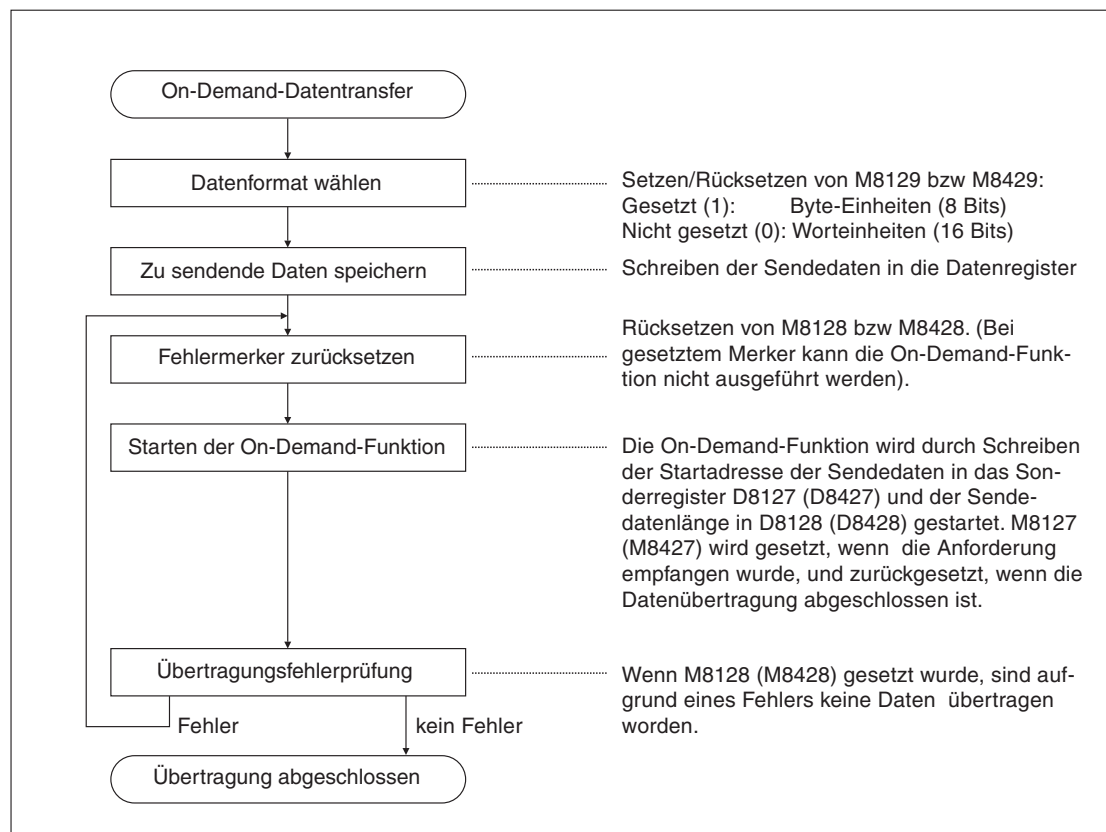 On-Demand-Datentransfer
Datenformat wählen
Setzen/Rücksetzen von M8129 bzw M8429:
Gesetzt (1): Byte-Einheiten (8 Bits)
Nicht gesetzt (0): Worteinheiten (16 Bits)
Zu sendende Daten speichern
Schreiben der Sendedaten in die Datenregister
Fehlermerker zurücksetzen
Rücksetzen von M8128 bzw M8428. (Bei
gesetztem Merker kann die On-Demand-Funk-
tion nicht ausgeführt werden).
Starten der On-Demand-Funktion
Die On-Demand-Funktion wird durch Schreiben
der Startadresse der Sendedaten in das Son-
derregister D8127 (D8427) und der Sende-
datenlänge in D8128 (D8428) gestartet. M8127
(M8427) wird gesetzt, wenn die Anforderung
empfangen wurde, und zurückgesetzt, wenn die
Datenübertragung abgeschlossen ist.
Übertragungsfehlerprüfung
Wenn M8128 (M8428) gesetzt wurde, sind auf-
grund eines Fehlers keine Daten übertragen
worden.
Fehler
kein Fehler
Übertragung abgeschlossen